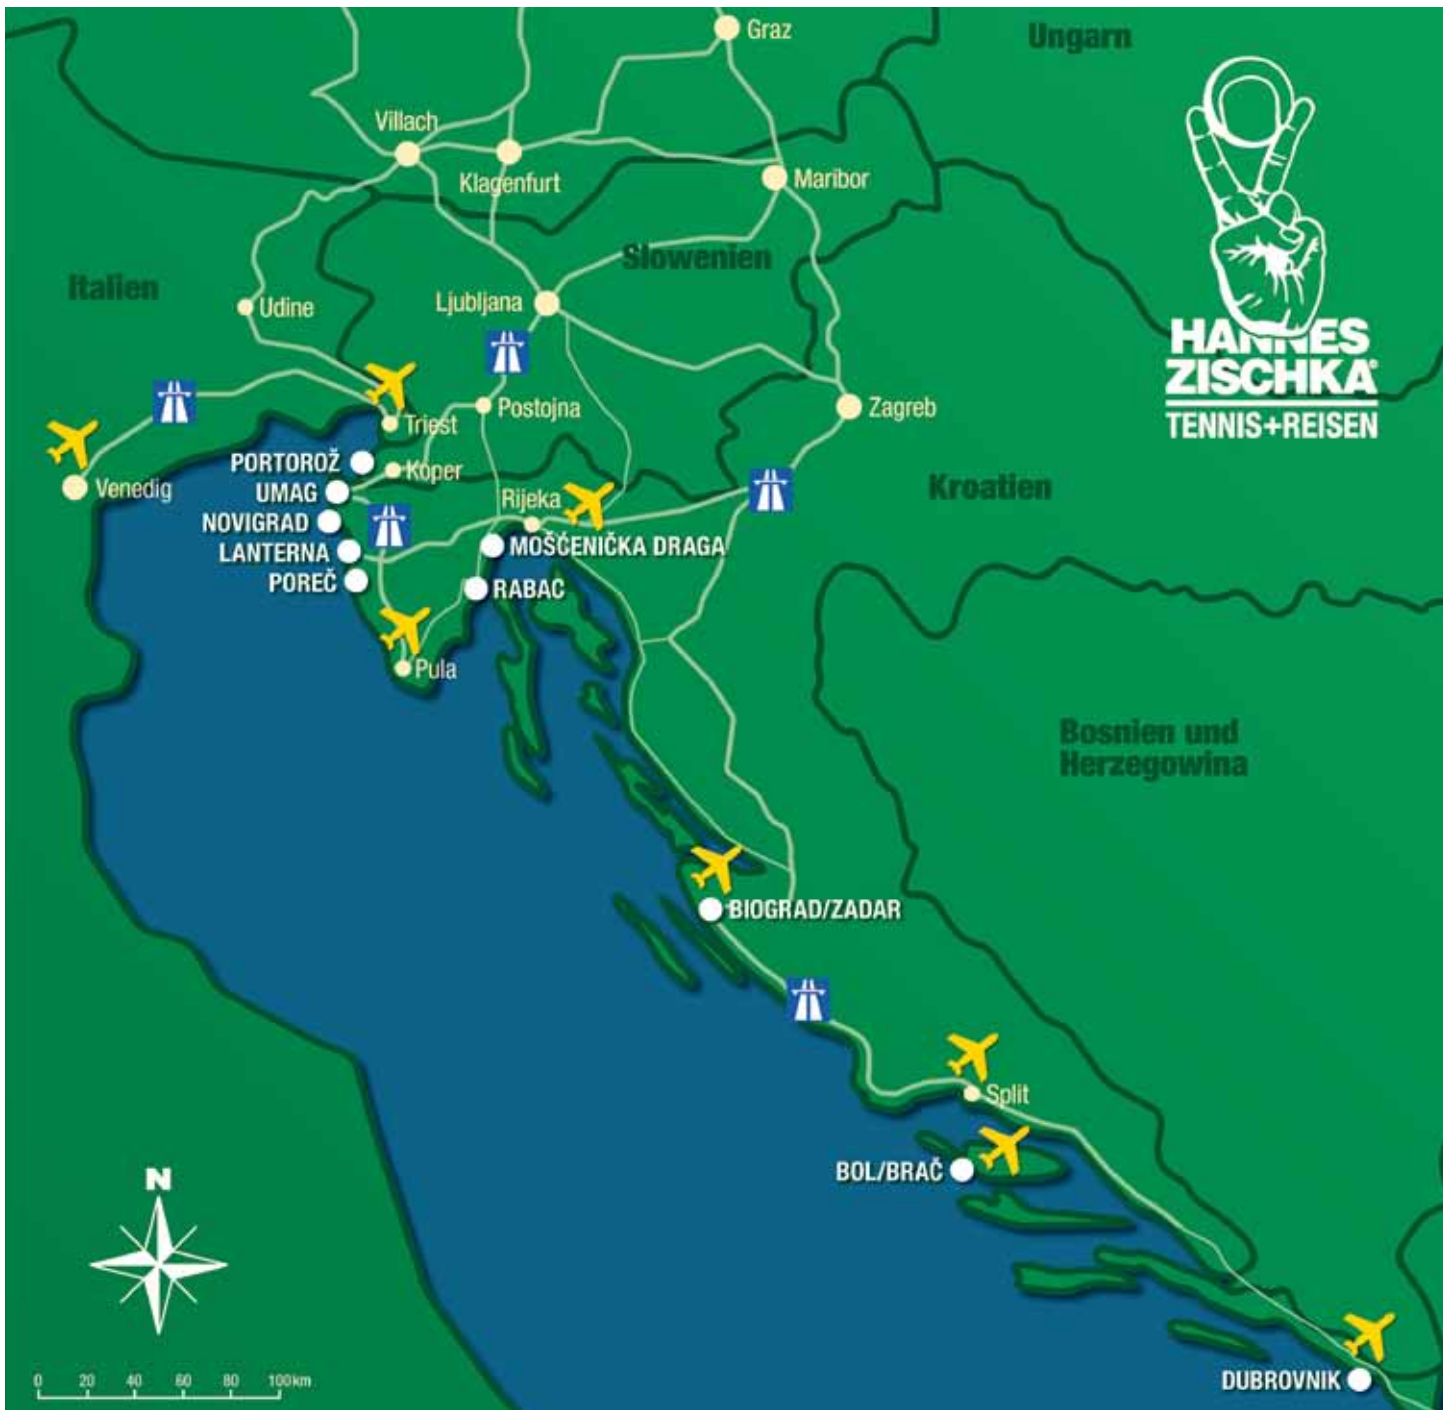 Graz
Ungarn
Villach
Klagenfurt
Maribor
Slowenien
Italien
Ljubljana
Udine
HANNES
ZISCHKA®
TENNIS+REISEN
Postojna
Zagreb
Triest
PORTOROŽ
Koper
Venedig
UMAG
Kroatien
Rijeka
NOVIGRAD
LANTERNA
MOŠĆENIČKA DRAGA
POREČ
RABAC
Pula
Bosnien und
Herzegowina
BIOGRAD/ZADAR
Split
BOL/BRAČ
N
DUBROVNIK
0 20 40 60 80 100 km